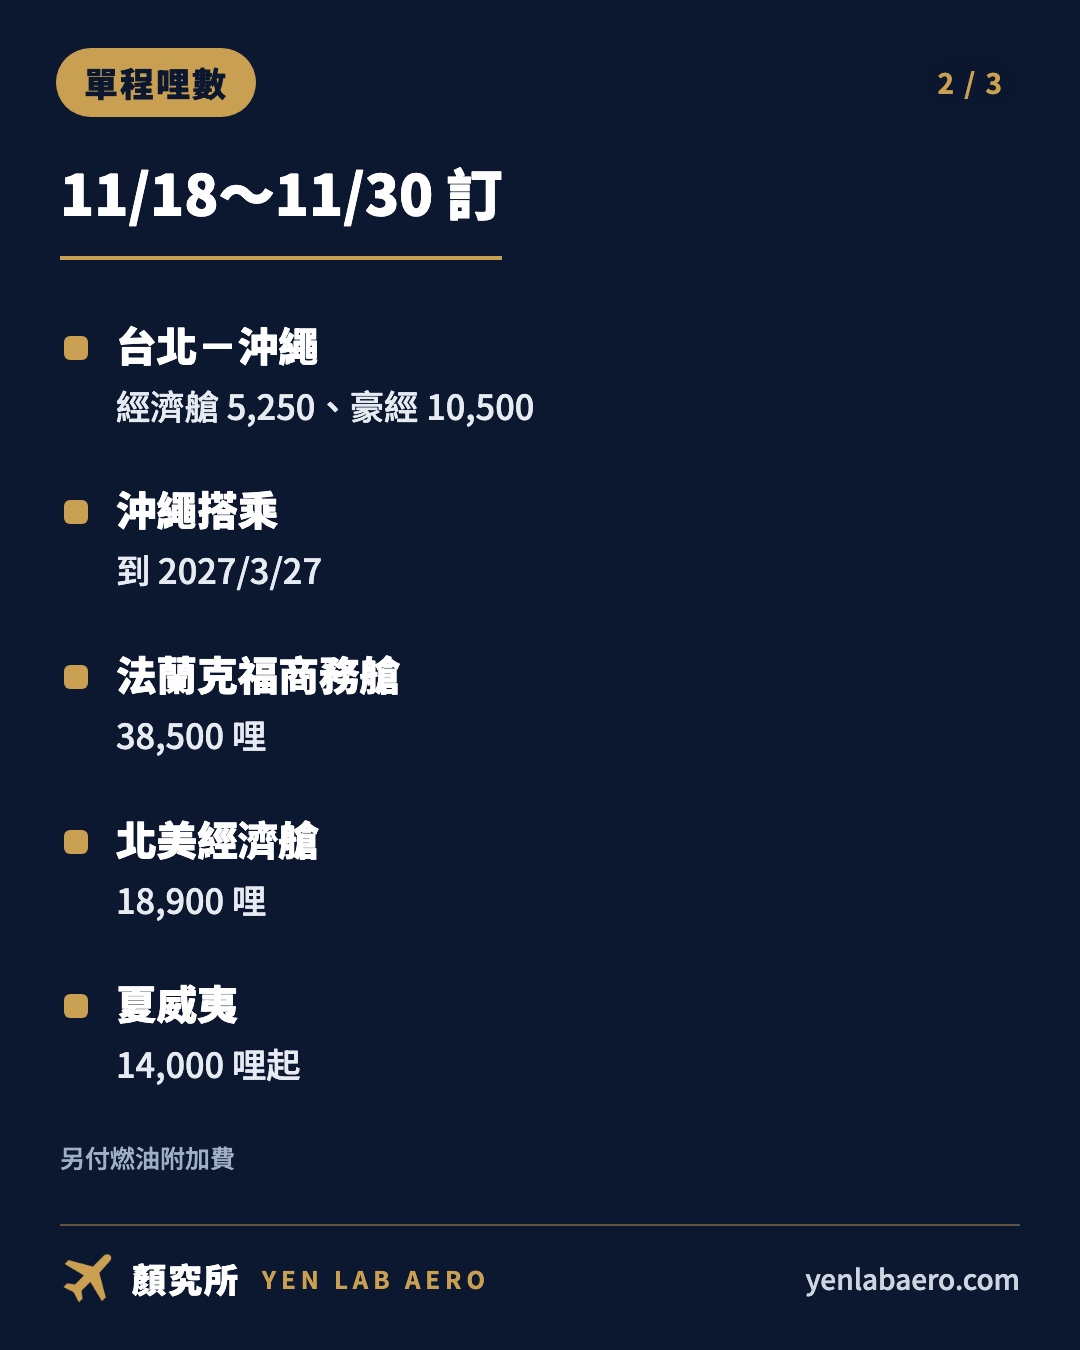 單程哩數
2 / 3
11/18～11/30 訂
台北－沖繩
經濟艙 5,250、豪經 10,500
沖繩搭乘
到 2027/3/27
法蘭克福商務艙
38,500 哩
北美經濟艙
18,900 哩
夏威夷
14,000 哩起
另付燃油附加費
顏究所 YEN LAB AERO
yenlabaero.com